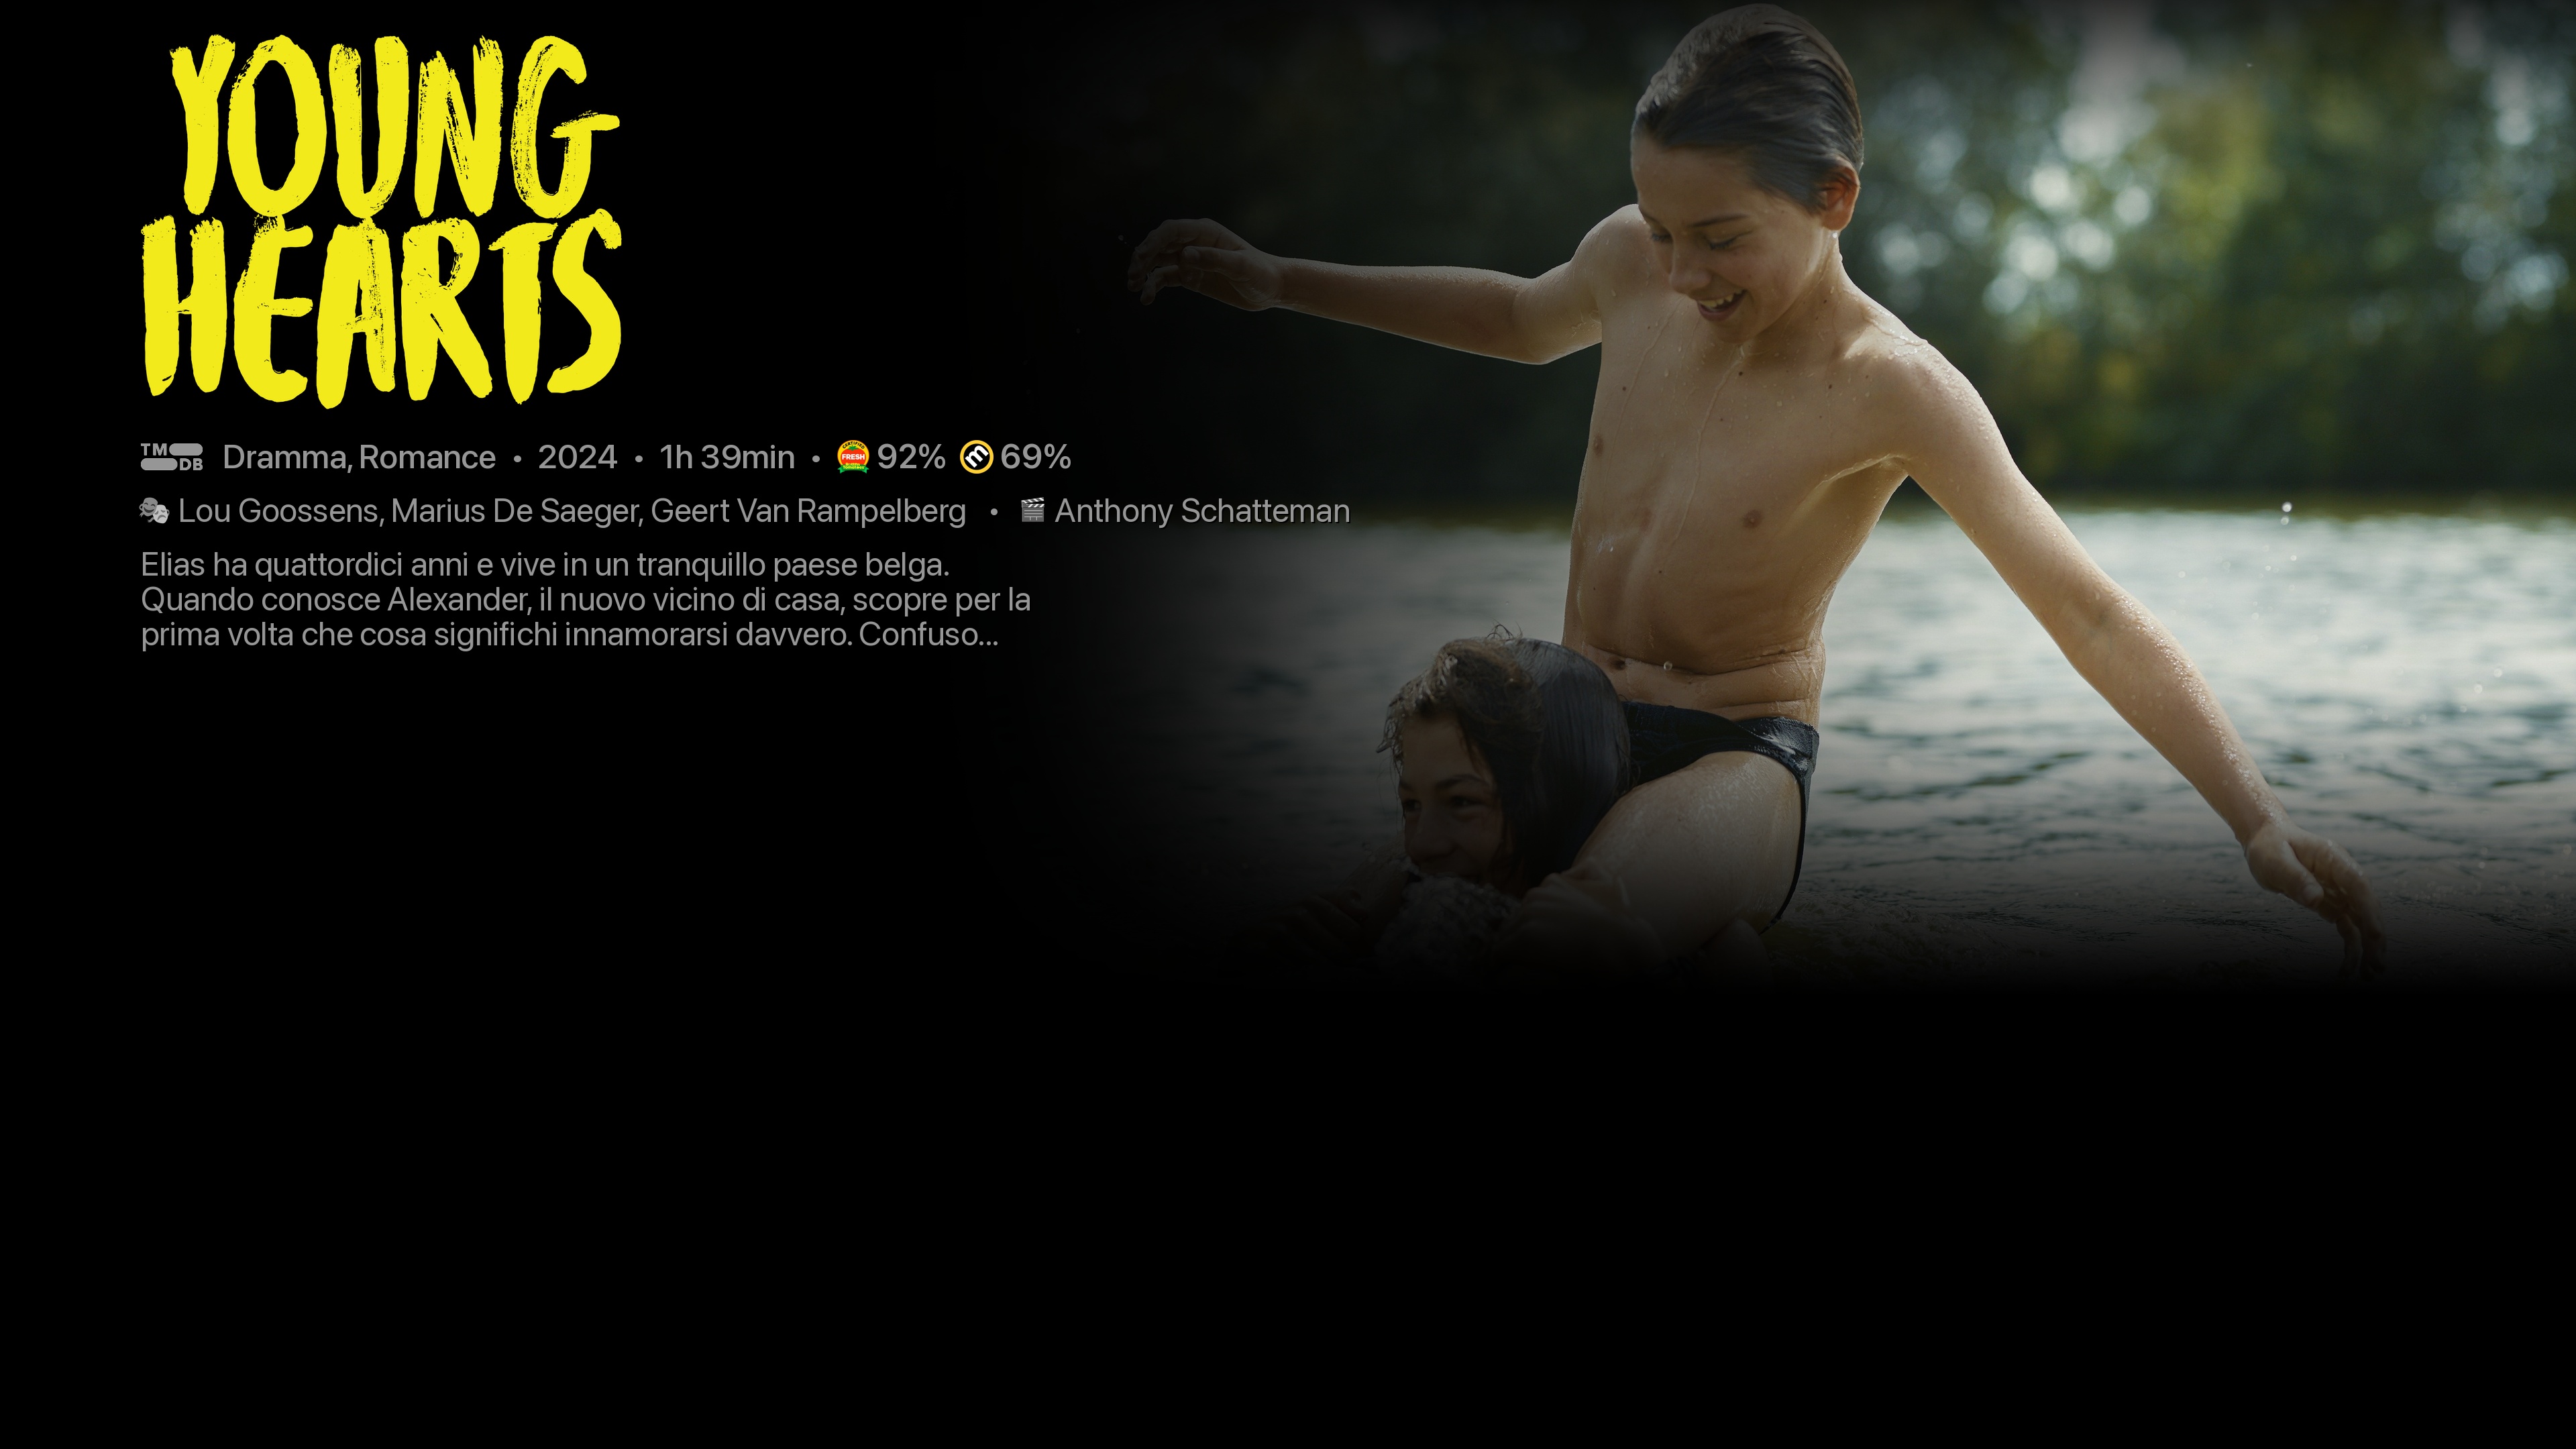 YOUNG
HEARTS
TMDB Dramma, Romance • 2024 • 1h 39min • CERTIFIED FRESH 92% m 69%
Lou Goossens, Marius De Saeger, Geert Van Rampelberg • Anthony Schatteman
Elias ha quattordici anni e vive in un tranquillo paese belga.
Quando conosce Alexander, il nuovo vicino di casa, scopre per la
prima volta che cosa significhi innamorarsi davvero. Confuso...